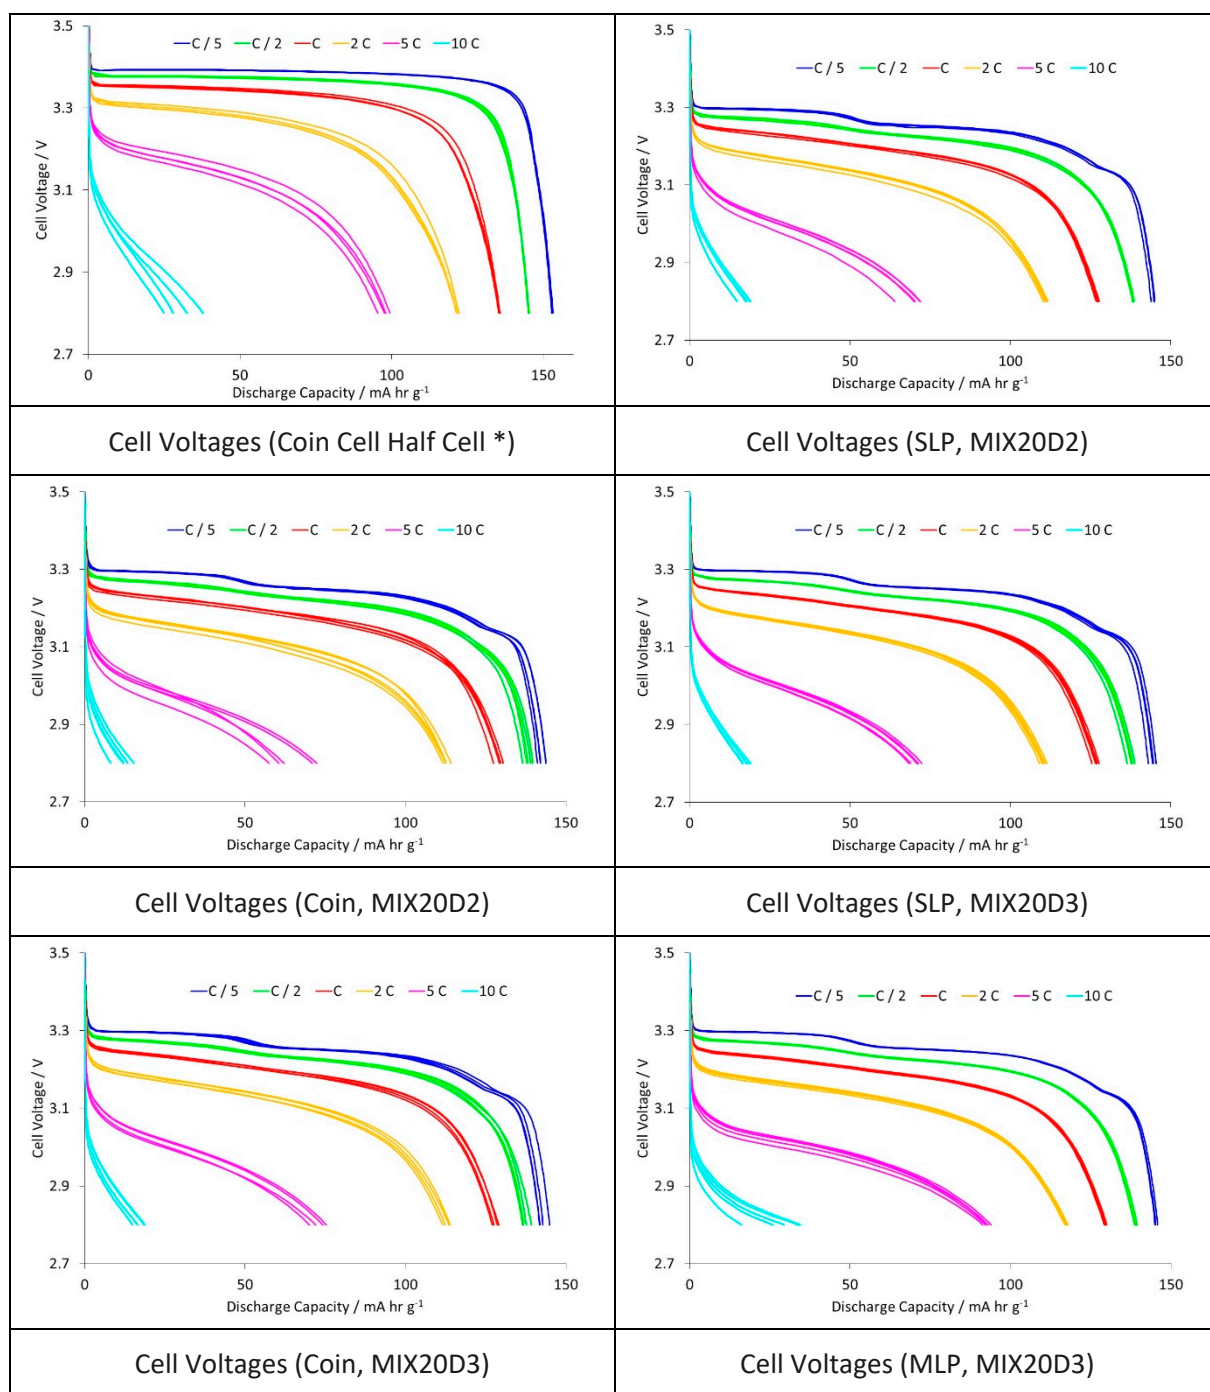 3.5
C / 5 C / 2 C 2 C 5 C 10 C
3.3
3.1
2.9
2.7
Cell Voltage / V
0 50 100 150
Discharge Capacity / mA hr g-1
Cell Voltages (Coin Cell Half Cell *)
3.5
C / 5 C / 2 C 2 C 5 C 10 C
3.3
3.1
2.9
2.7
Cell Voltage / V
0 50 100 150
Discharge Capacity / mA hr g-1
Cell Voltages (SLP, MIX20D2)
3.5
C / 5 C / 2 C 2 C 5 C 10 C
3.3
3.1
2.9
2.7
Cell Voltage / V
0 50 100 150
Discharge Capacity / mA hr g-1
Cell Voltages (Coin, MIX20D2)
3.5
C / 5 C / 2 C 2 C 5 C 10 C
3.3
3.1
2.9
2.7
Cell Voltage / V
0 50 100 150
Discharge Capacity / mA hr g-1
Cell Voltages (SLP, MIX20D3)
3.5
C / 5 C / 2 C 2 C 5 C 10 C
3.3
3.1
2.9
2.7
Cell Voltage / V
0 50 100 150
Discharge Capacity / mA hr g-1
Cell Voltages (Coin, MIX20D3)
3.5
C / 5 C / 2 C 2 C 5 C 10 C
3.3
3.1
2.9
2.7
Cell Voltage / V
0 50 100 150
Discharge Capacity / mA hr g-1
Cell Voltages (MLP, MIX20D3)